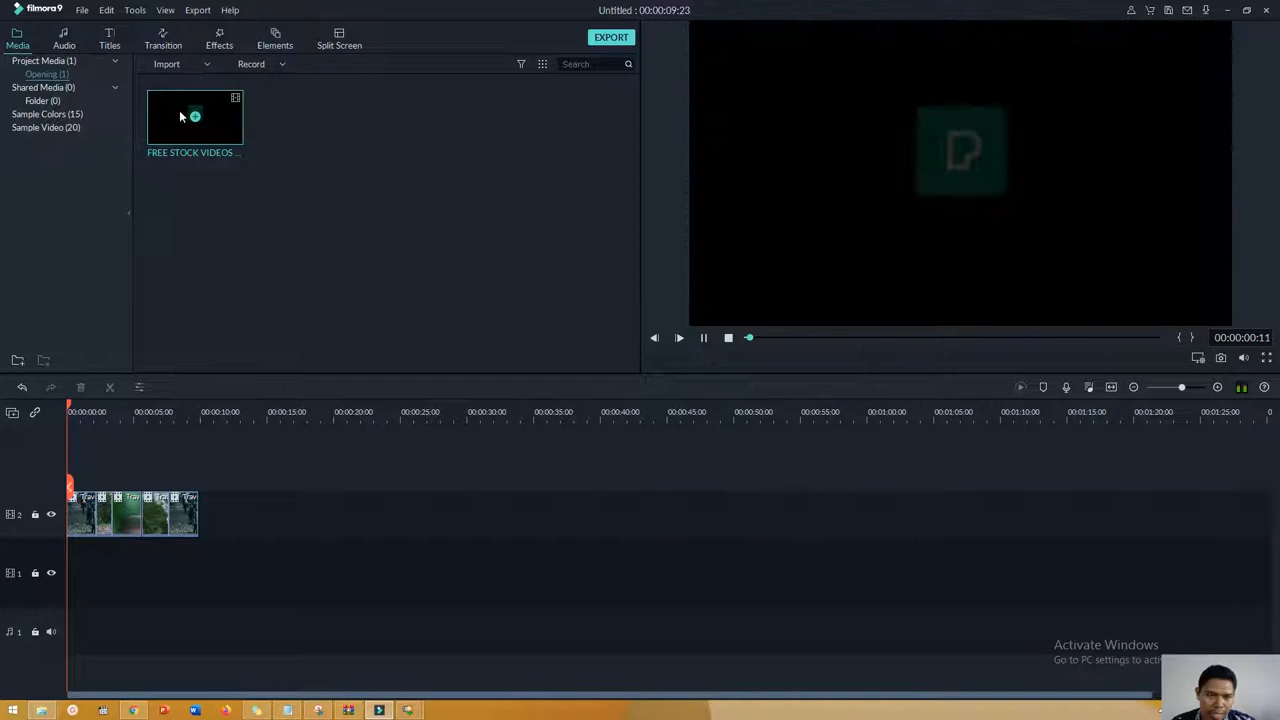 filmora 9 File Edit Tools View Export Help Untitled : 00:00:09:23
Media Audio Titles Transition Effects Elements Split Screen EXPORT
Project Media (1) Import Record Search...
Opening (1)
Shared Media (0)
Folder (0)
Sample Colors (15)
Sample Video (20)
FREE STOCK VIDEOS ...
00:00:00:11
00:00:00:00 00:00:05:00 00:00:10:00 00:00:15:00 00:00:20:00 00:00:25:00 00:00:30:00 00:00:35:00 00:00:40:00 00:00:45:00 00:00:50:00 00:00:55:00 00:01:00:00 00:01:05:00 00:01:10:00 00:01:15:00 00:01:20:00 00:01:25:00
Trav Trav Trav Trav
2
1
1
Activate Windows
Go to PC settings to acti